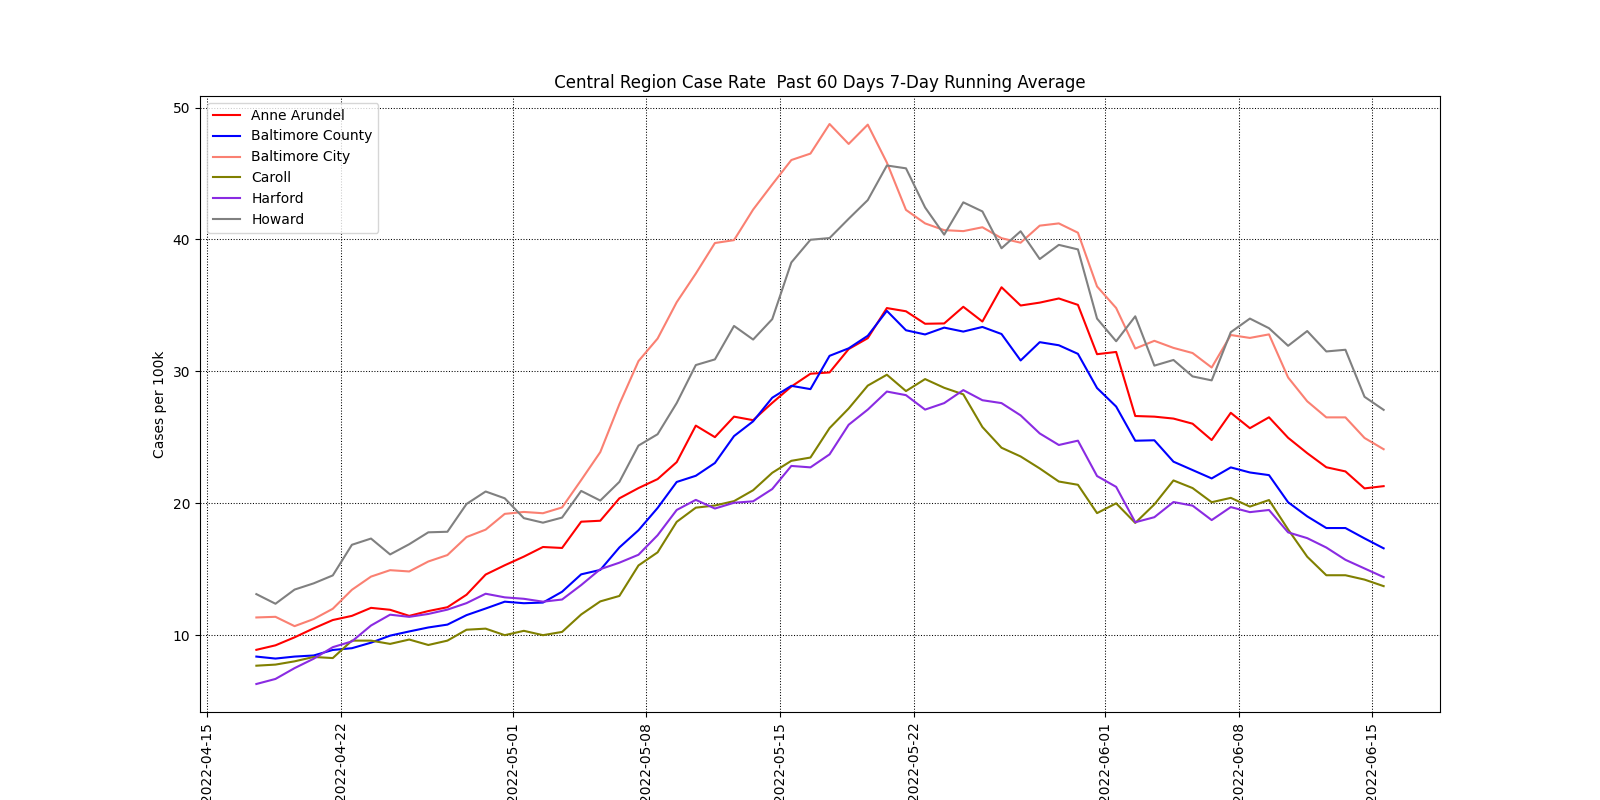 Central Region Case Rate  Past 60 Days 7-Day Running Average
Cases per 100k
50
40
30
20
10
Anne Arundel
Baltimore County
Baltimore City
Caroll
Harford
Howard
2022-04-15
2022-04-22
2022-05-01
2022-05-08
2022-05-15
2022-05-22
2022-06-01
2022-06-08
2022-06-15